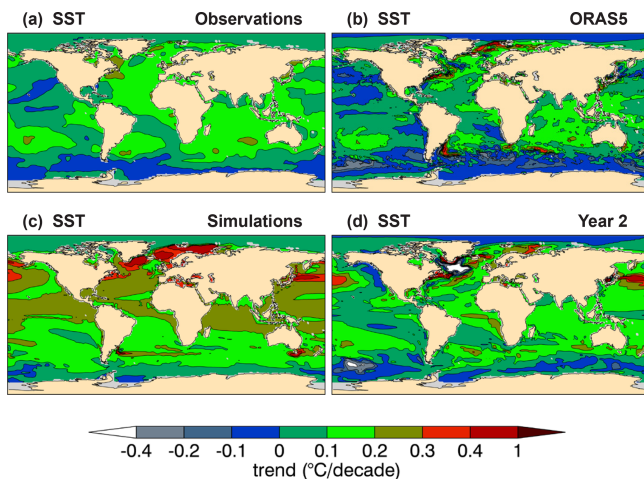 (a) SST Observations
(b) SST ORAS5
(c) SST Simulations
(d) SST Year 2
-0.4 -0.2 -0.1 0 0.1 0.2 0.3 0.4 1
trend (°C/decade)